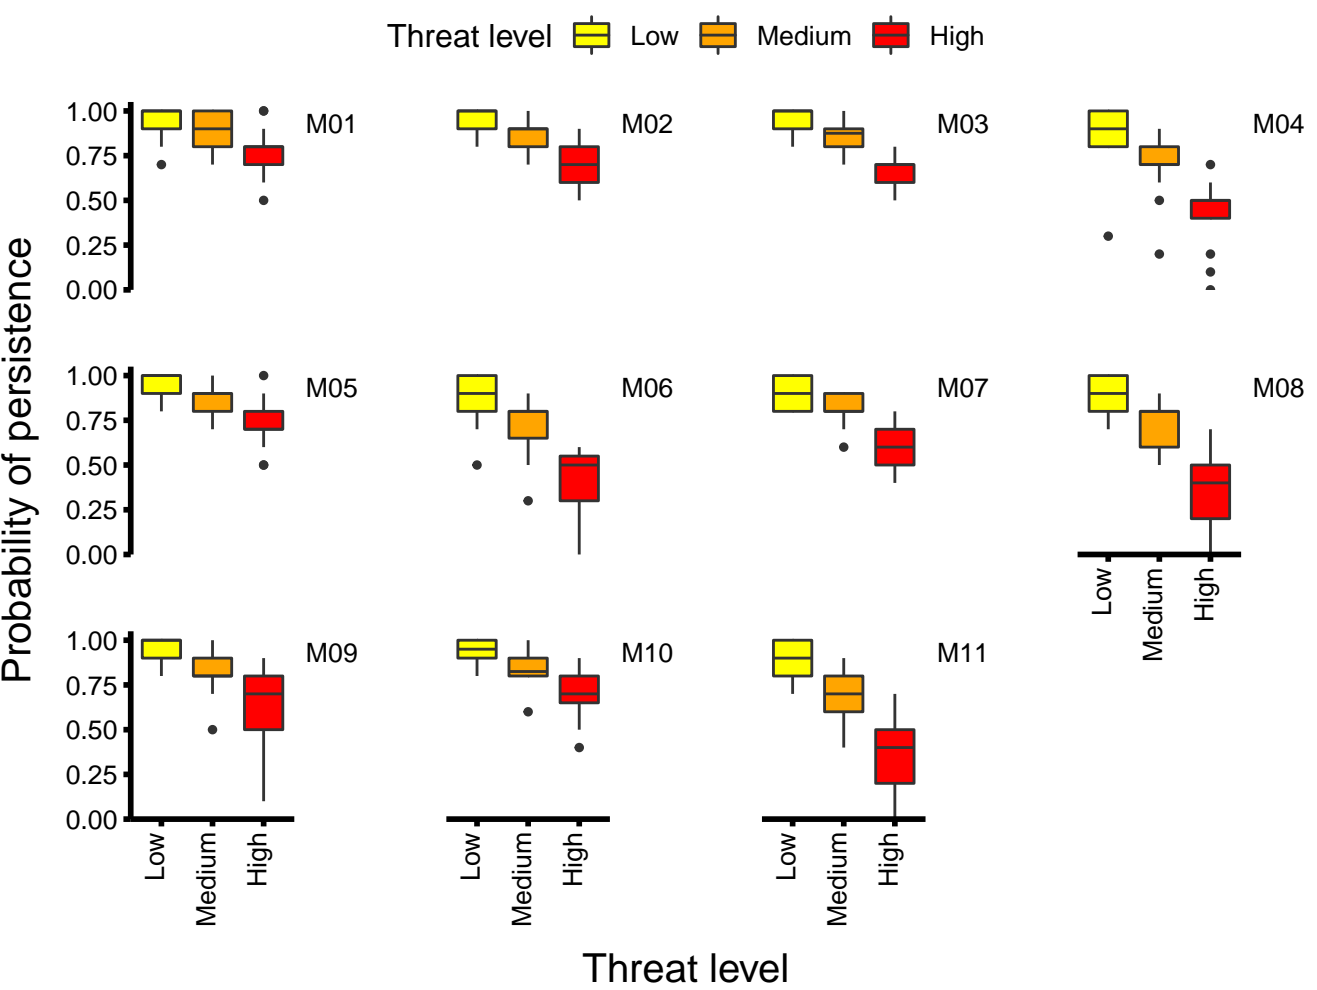 Threat level Low Medium High
Probability of persistence
1.00
0.75
0.50
0.25
0.00
M01
M02
M03
M04
1.00
0.75
0.50
0.25
0.00
M05
M06
M07
M08
Low
Medium
High
1.00
0.75
0.50
0.25
0.00
M09
M10
M11
Low
Medium
High
Low
Medium
High
Low
Medium
High
Threat level